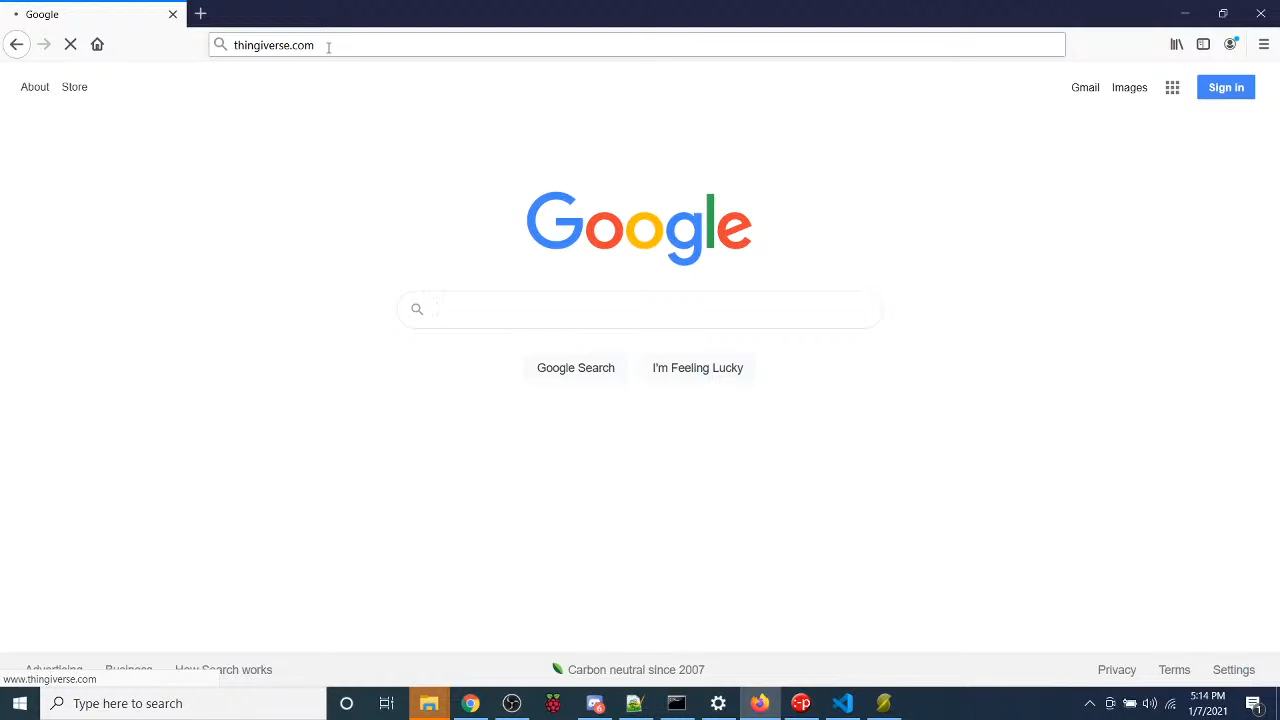 Google
thingiverse.com
About
Store
Gmail
Images
Sign in
Google
Google Search
I'm Feeling Lucky
Advertising
Business
How Search works
Carbon neutral since 2007
Privacy
Terms
Settings
www.thingiverse.com
Type here to search
6
5:14 PM
1/7/2021
1